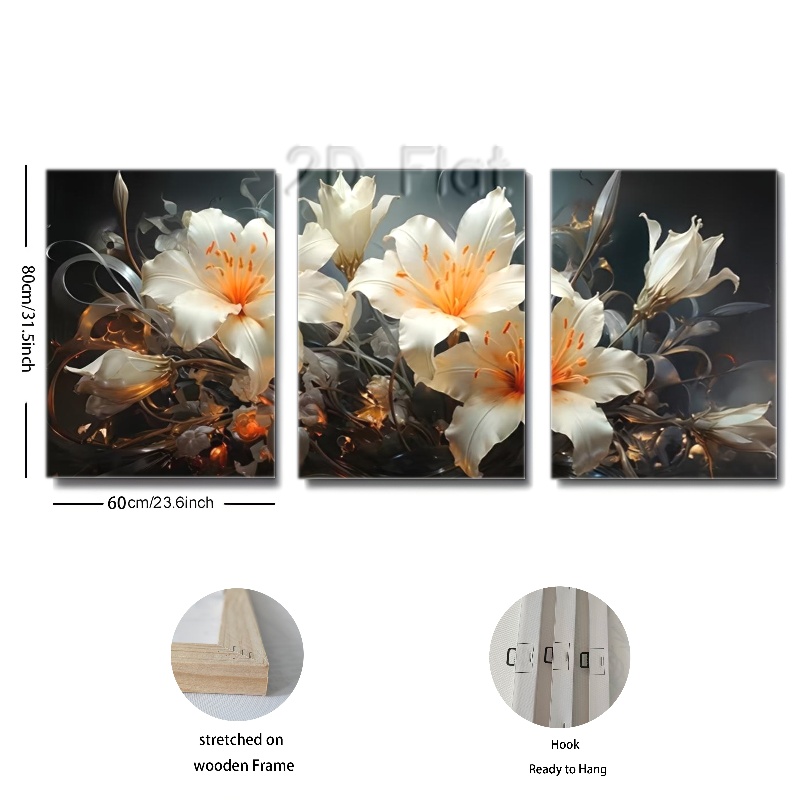 2D Flat
80cm/31.5inch
60cm/23.6inch
stretched on
wooden Frame
Hook
Ready to Hang